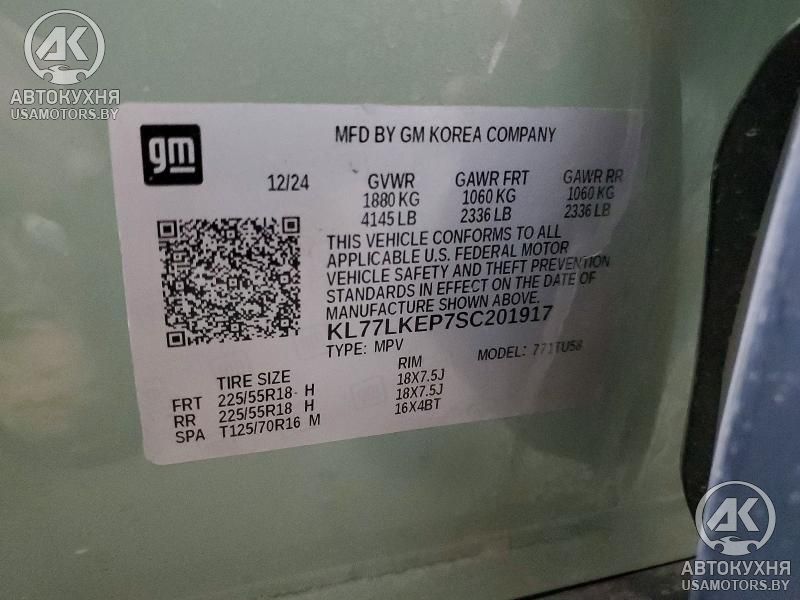 AK
АВТОКУХНЯ
USAMOTORS.BY
gm
MFD BY GM KOREA COMPANY
12/24 GVWR GAWR FRT GAWR RR
1880 KG 1060 KG 1060 KG
4145 LB 2336 LB 2336 LB
THIS VEHICLE CONFORMS TO ALL
APPLICABLE U.S. FEDERAL MOTOR
VEHICLE SAFETY AND THEFT PREVENTION
STANDARDS IN EFFECT ON THE DATE OF
MANUFACTURE SHOWN ABOVE.
KL77LKEP7SC201917
TYPE: MPV MODEL: 771TU58
TIRE SIZE RIM
FRT 225/55R18 H 18X7.5J
RR 225/55R18 H 18X7.5J
SPA T125/70R16 M 16X4BT
AK
АВТОКУХНЯ
USAMOTORS.BY